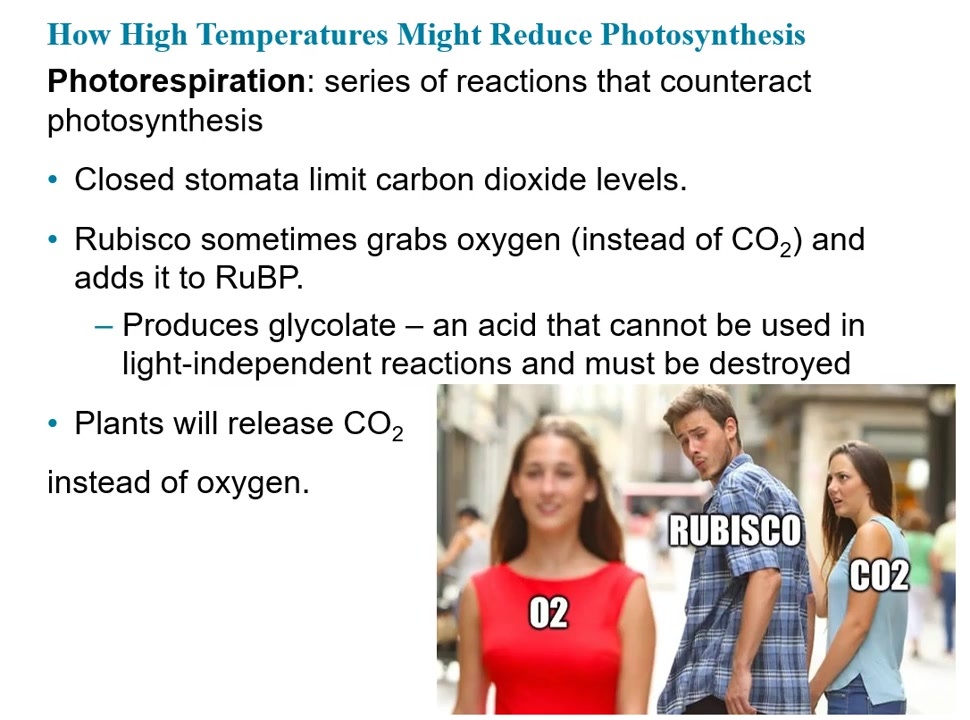 How High Temperatures Might Reduce Photosynthesis
Photorespiration: series of reactions that counteract
photosynthesis
• Closed stomata limit carbon dioxide levels.
• Rubisco sometimes grabs oxygen (instead of CO₂) and
adds it to RuBP.
– Produces glycolate – an acid that cannot be used in
light-independent reactions and must be destroyed
• Plants will release CO₂
instead of oxygen.
RUBISCO
CO2
O2